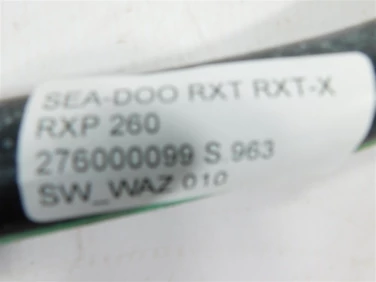 SEA-DOO RXT RXT-X
RXP 260
276000099 S.963
SW_WAZ 010